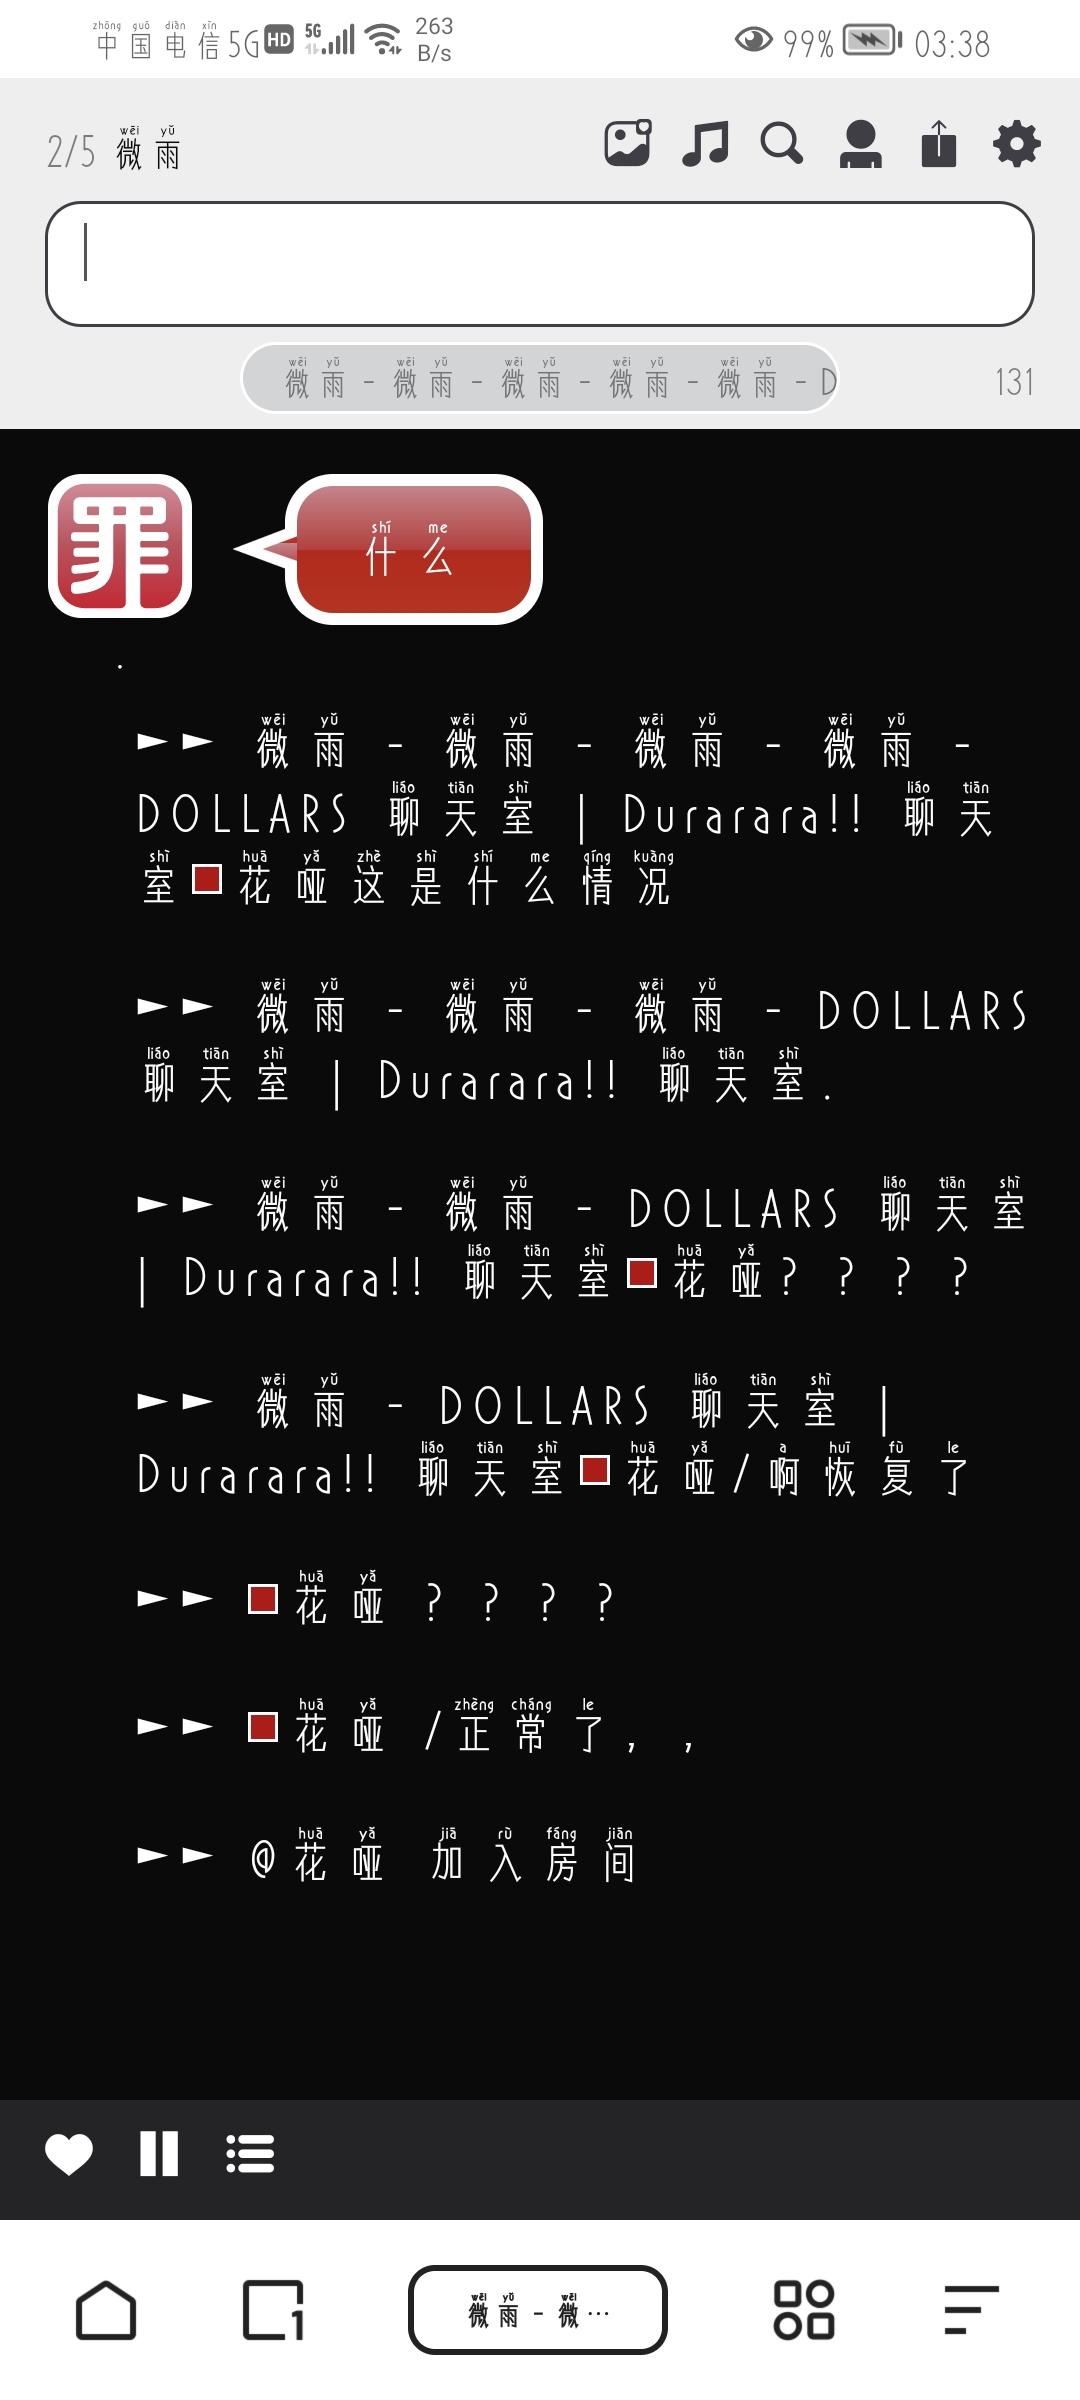 中国电信5G HD 5G 263 B/s 99% 03:38
2/5 微雨
微雨 - 微雨 - 微雨 - 微雨 - 微雨 - D
131
罪
什么
.
►► 微雨 - 微雨 - 微雨 - 微雨 -
DOLLARS 聊天室 | Durarara!! 聊天
室■花哑这是什么情况
►► 微雨 - 微雨 - 微雨 - DOLLARS
聊天室 | Durarara!! 聊天室.
►► 微雨 - 微雨 - DOLLARS 聊天室
| Durarara!! 聊天室■花哑? ? ? ?
►► 微雨 - DOLLARS 聊天室 |
Durarara!! 聊天室■花哑/啊恢复了
►► ■花哑 ? ? ? ?
►► ■花哑 /正常了, ,
►► @花哑 加入房间
1
微雨 - 微…